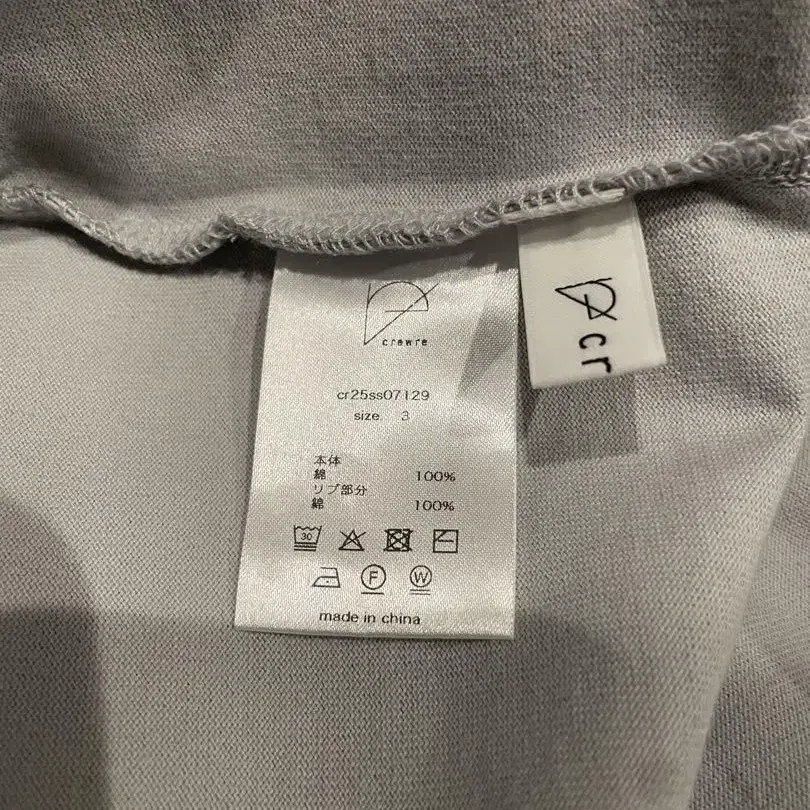 crewre
cr25ss07129
size 3
本体
綿 100%
リブ部分
綿 100%
30
F
W
made in china
cr